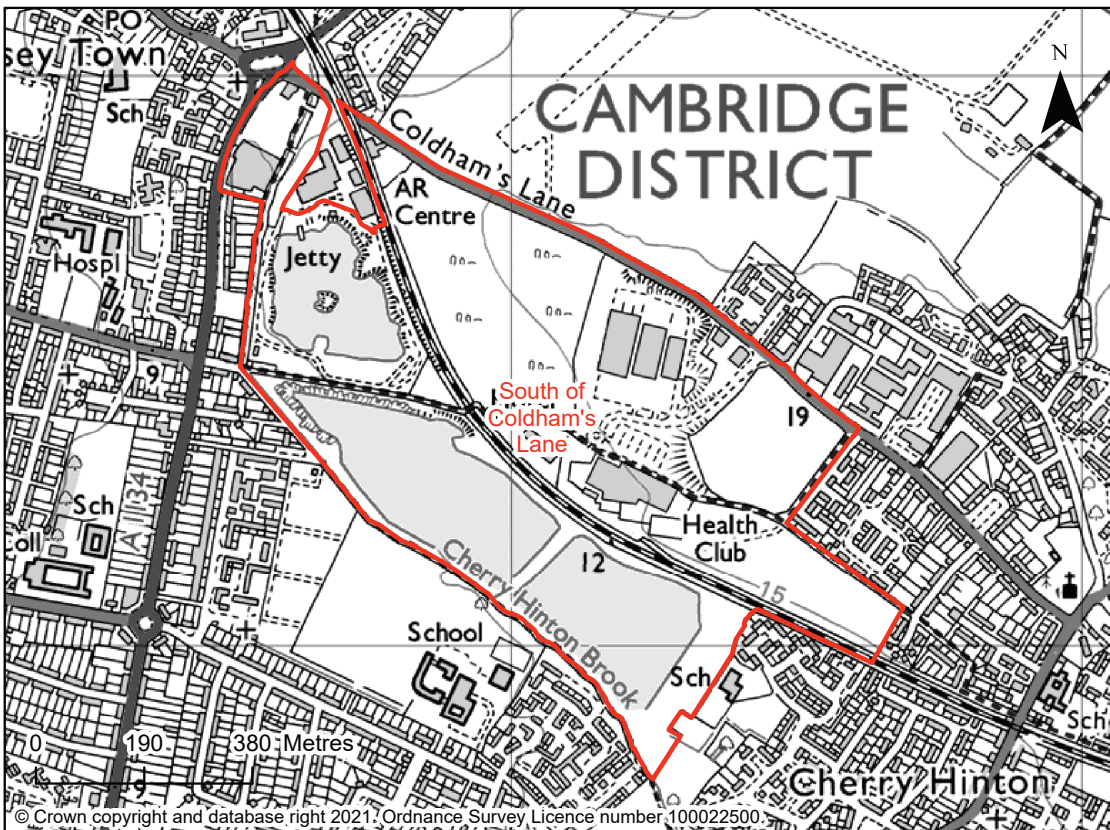 PO
sey Town
Sch
N
CAMBRIDGE
DISTRICT
Coldham's Lane
AR
Centre
Jetty
Hospl
9
South of
Coldham's
Lane
19
Sch
A 1134
Coll
Health
Club
12
15
Cherry Hinton Brook
School
Sch
Sch
0 190 380 Metres
9
Cherry Hinton
© Crown copyright and database right 2021. Ordnance Survey Licence number 100022500.